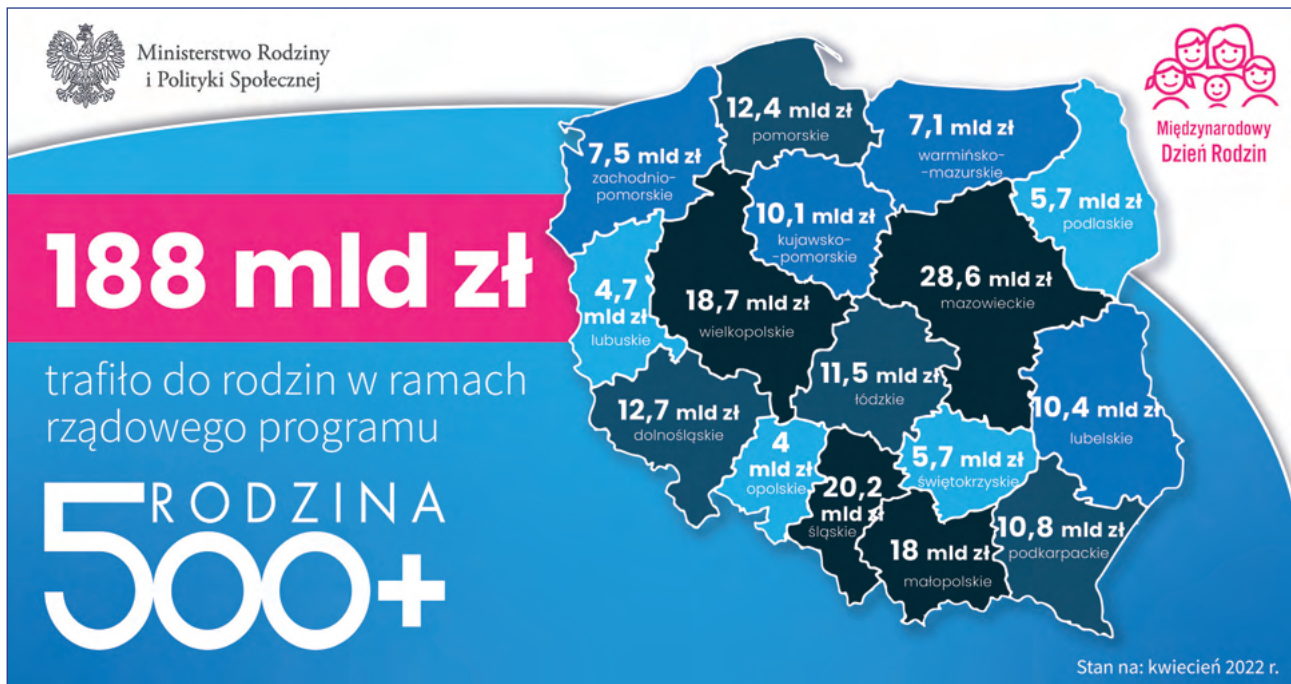 Ministerstwo Rodziny
i Polityki Społecznej
Międzynarodowy
Dzień Rodzin
188 mld zł
trafiło do rodzin w ramach
rządowego programu
RODZINA
500+
12,4 mld zł
pomorskie
7,1 mld zł
warmińsko-
-mazurskie
7,5 mld zł
zachodnio-
pomorskie
5,7 mld zł
podlaskie
10,1 mld zł
kujawsko-
-pomorskie
28,6 mld zł
mazowieckie
4,7
mld zł
lubuskie
18,7 mld zł
wielkopolskie
11,5 mld zł
łódzkie
12,7 mld zł
dolnośląskie
10,4 mld zł
lubelskie
4
mld zł
opolskie
5,7 mld zł
świętokrzyskie
20,2
mld zł
śląskie
10,8 mld zł
podkarpackie
18 mld zł
małopolskie
Stan na: kwiecień 2022 r.